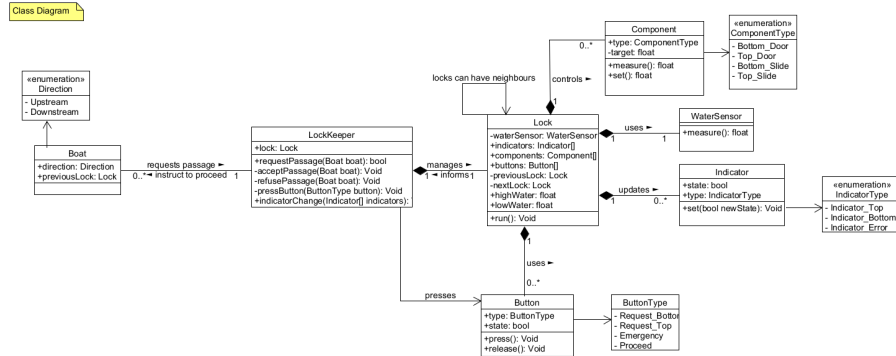 Class Diagram
«enumeration»
Direction
- Upstream
- Downstream
Boat
+direction: Direction
+previousLock: Lock
requests passage ►
0..*
◄ instruct to proceed
1
LockKeeper
+lock: Lock
+requestPassage(Boat boat): bool
-acceptPassage(Boat boat): Void
-refusePassage(Boat boat): Void
-pressButton(ButtonType button): Void
+indicatorChange(Indicator[] indicators):
manages ►
1
◄ informs
1
locks can have neighbours
Lock
-waterSensor: WaterSensor
+indicators: Indicator[]
+components: Component[]
+buttons: Button[]
-previousLock: Lock
-nextLock: Lock
+highWater: float
+lowWater: float
+run(): Void
0..*
controls ►
1
Component
+type: ComponentType
-target: float
+measure(): float
+set(): float
«enumeration»
ComponentType
- Bottom_Door
- Top_Door
- Bottom_Slide
- Top_Slide
uses ►
1
1
WaterSensor
+measure(): float
updates ►
1
0..*
Indicator
+state: bool
+type: IndicatorType
+set(bool newState): Void
«enumeration»
IndicatorType
- Indicator_Top
- Indicator_Bottom
- Indicator_Error
1
uses ►
0..*
presses
Button
+type: ButtonType
+state: bool
+press(): Void
+release(): Void
ButtonType
- Request_Bottor
- Request_Top
- Emergency
- Proceed